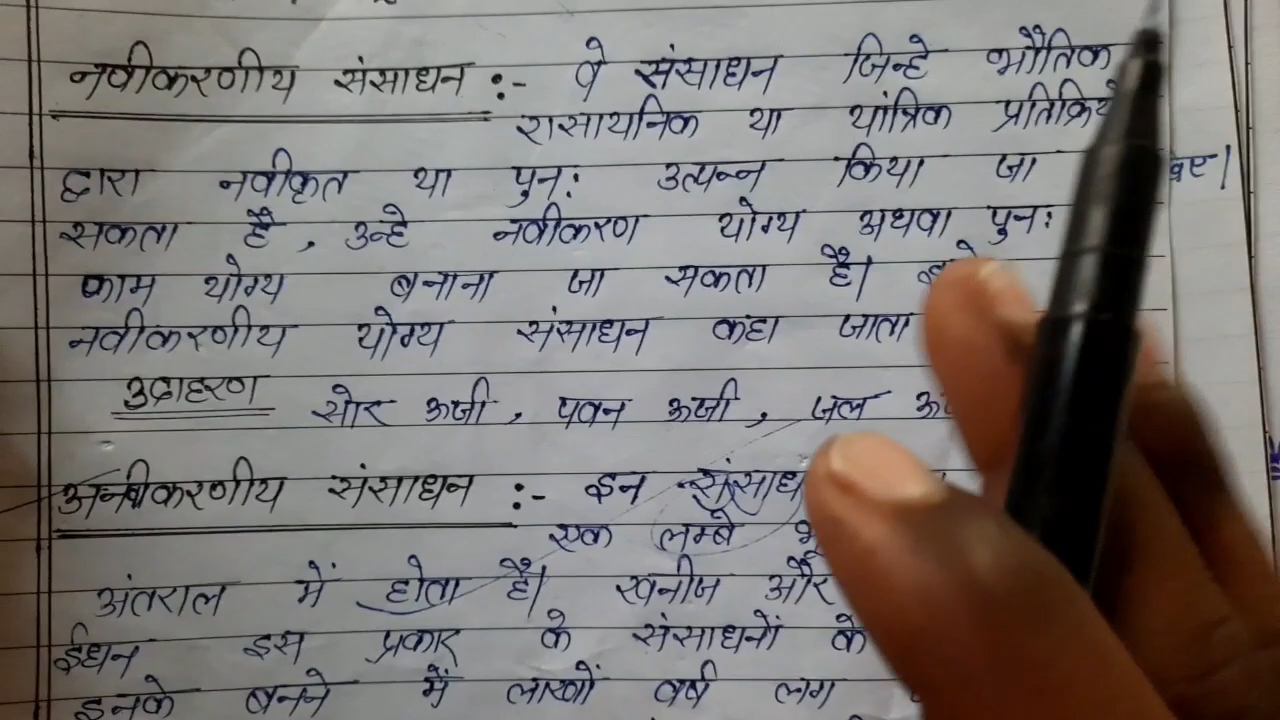 नवीकरणीय संसाधन :- वे संसाधन जिन्हे भौतिक
रासायनिक या यांत्रिक
द्वारा नवीकृत या पुन: उत्पन्न किया जा
सकता है, उन्हे नवीकरण योग्य अथवा पुन:
काम योग्य बनाना जा सकता है।
नवीकरणीय योग्य संसाधन कहा जाता
उदाहरण सोर ऊर्जा, पवन ऊर्जा, जल
अनवीकरणीय संसाधन :- इन
एक लम्बे
अंतराल में होता है। खनीज और
ईधन इस प्रकार के संसाधनों के
इनके बनने में लाखों वर्ष लग